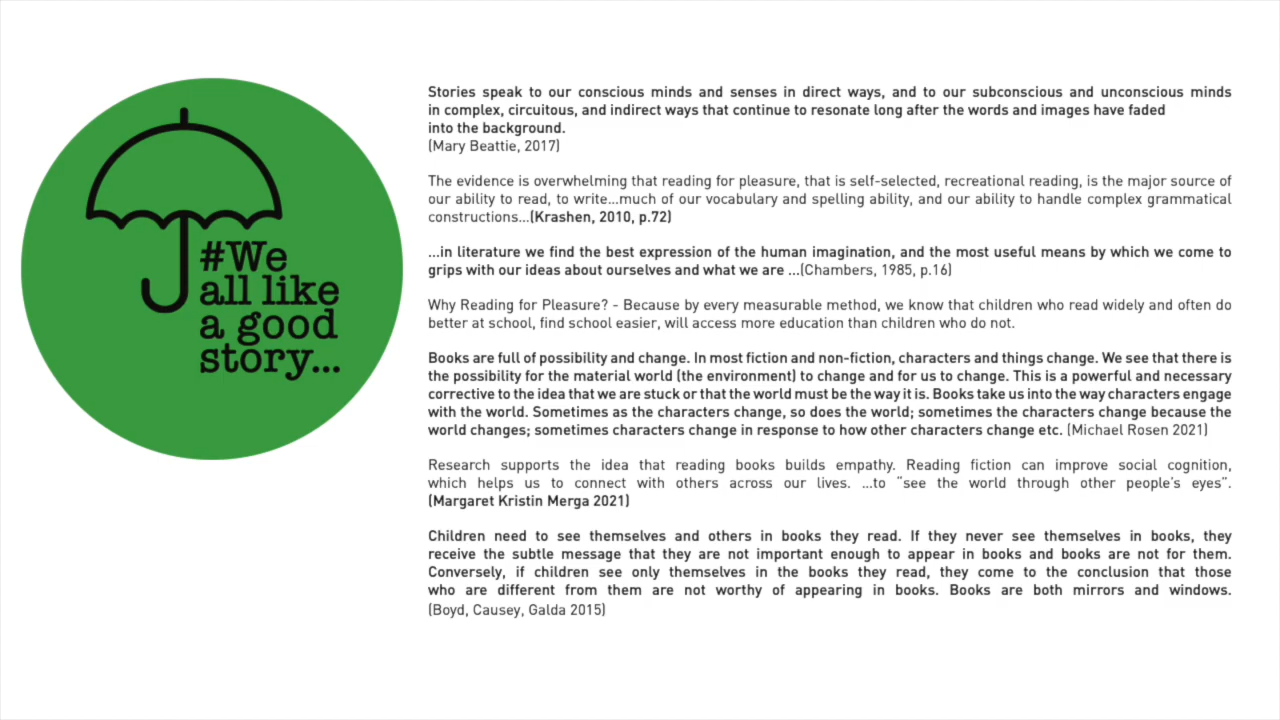 #We
all like
a good
story...
Stories speak to our conscious minds and senses in direct ways, and to our subconscious and unconscious minds
in complex, circuitous, and indirect ways that continue to resonate long after the words and images have faded
into the background.
(Mary Beattie, 2017)
The evidence is overwhelming that reading for pleasure, that is self-selected, recreational reading, is the major source of
our ability to read, to write...much of our vocabulary and spelling ability, and our ability to handle complex grammatical
constructions...(Krashen, 2010, p.72)
...in literature we find the best expression of the human imagination, and the most useful means by which we come to
grips with our ideas about ourselves and what we are ...(Chambers, 1985, p.16)
Why Reading for Pleasure? - Because by every measurable method, we know that children who read widely and often do
better at school, find school easier, will access more education than children who do not.
Books are full of possibility and change. In most fiction and non-fiction, characters and things change. We see that there is
the possibility for the material world (the environment) to change and for us to change. This is a powerful and necessary
corrective to the idea that we are stuck or that the world must be the way it is. Books take us into the way characters engage
with the world. Sometimes as the characters change, so does the world; sometimes the characters change because the
world changes; sometimes characters change in response to how other characters change etc. (Michael Rosen 2021)
Research supports the idea that reading books builds empathy. Reading fiction can improve social cognition,
which helps us to connect with others across our lives. ...to “see the world through other people's eyes”.
(Margaret Kristin Merga 2021)
Children need to see themselves and others in books they read. If they never see themselves in books, they
receive the subtle message that they are not important enough to appear in books and books are not for them.
Conversely, if children see only themselves in the books they read, they come to the conclusion that those
who are different from them are not worthy of appearing in books. Books are both mirrors and windows.
(Boyd, Causey, Galda 2015)